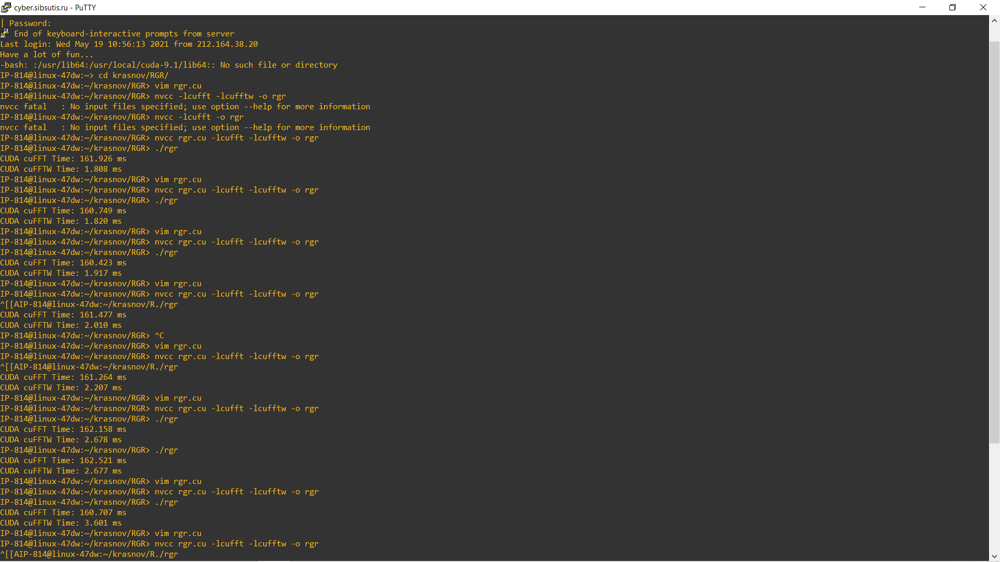 cyber.sibsutis.ru - PuTTY
| Password:
End of keyboard-interactive prompts from server
Last login: Wed May 19 10:56:13 2021 from 212.164.38.20
Have a lot of fun...
-bash: :/usr/lib64:/usr/local/cuda-9.1/lib64:: No such file or directory
IP-814@linux-47dw:~> cd krasnov/RGR/
IP-814@linux-47dw:~/krasnov/RGR> vim rgr.cu
IP-814@linux-47dw:~/krasnov/RGR> nvcc -lcufft -lcufftw -o rgr
nvcc fatal   : No input files specified; use option --help for more information
IP-814@linux-47dw:~/krasnov/RGR> nvcc -lcufft -o rgr
nvcc fatal   : No input files specified; use option --help for more information
IP-814@linux-47dw:~/krasnov/RGR> nvcc rgr.cu -lcufft -lcufftw -o rgr
IP-814@linux-47dw:~/krasnov/RGR> ./rgr
CUDA cuFFT Time: 161.926 ms
CUDA cuFFTW Time: 1.808 ms
IP-814@linux-47dw:~/krasnov/RGR> vim rgr.cu
IP-814@linux-47dw:~/krasnov/RGR> nvcc rgr.cu -lcufft -lcufftw -o rgr
IP-814@linux-47dw:~/krasnov/RGR> ./rgr
CUDA cuFFT Time: 160.749 ms
CUDA cuFFTW Time: 1.820 ms
IP-814@linux-47dw:~/krasnov/RGR> vim rgr.cu
IP-814@linux-47dw:~/krasnov/RGR> nvcc rgr.cu -lcufft -lcufftw -o rgr
IP-814@linux-47dw:~/krasnov/RGR> ./rgr
CUDA cuFFT Time: 160.423 ms
CUDA cuFFTW Time: 1.917 ms
IP-814@linux-47dw:~/krasnov/RGR> vim rgr.cu
IP-814@linux-47dw:~/krasnov/RGR> nvcc rgr.cu -lcufft -lcufftw -o rgr
^[[AIP-814@linux-47dw:~/krasnov/R./rgr
CUDA cuFFT Time: 161.477 ms
CUDA cuFFTW Time: 2.010 ms
IP-814@linux-47dw:~/krasnov/RGR> ^C
IP-814@linux-47dw:~/krasnov/RGR> vim rgr.cu
IP-814@linux-47dw:~/krasnov/RGR> nvcc rgr.cu -lcufft -lcufftw -o rgr
^[[AIP-814@linux-47dw:~/krasnov/R./rgr
CUDA cuFFT Time: 161.264 ms
CUDA cuFFTW Time: 2.207 ms
IP-814@linux-47dw:~/krasnov/RGR> vim rgr.cu
IP-814@linux-47dw:~/krasnov/RGR> nvcc rgr.cu -lcufft -lcufftw -o rgr
IP-814@linux-47dw:~/krasnov/RGR> ./rgr
CUDA cuFFT Time: 162.158 ms
CUDA cuFFTW Time: 2.678 ms
IP-814@linux-47dw:~/krasnov/RGR> ./rgr
CUDA cuFFT Time: 162.521 ms
CUDA cuFFTW Time: 2.677 ms
IP-814@linux-47dw:~/krasnov/RGR> vim rgr.cu
IP-814@linux-47dw:~/krasnov/RGR> nvcc rgr.cu -lcufft -lcufftw -o rgr
IP-814@linux-47dw:~/krasnov/RGR> ./rgr
CUDA cuFFT Time: 160.707 ms
CUDA cuFFTW Time: 3.601 ms
IP-814@linux-47dw:~/krasnov/RGR> vim rgr.cu
IP-814@linux-47dw:~/krasnov/RGR> nvcc rgr.cu -lcufft -lcufftw -o rgr
^[[AIP-814@linux-47dw:~/krasnov/R./rgr